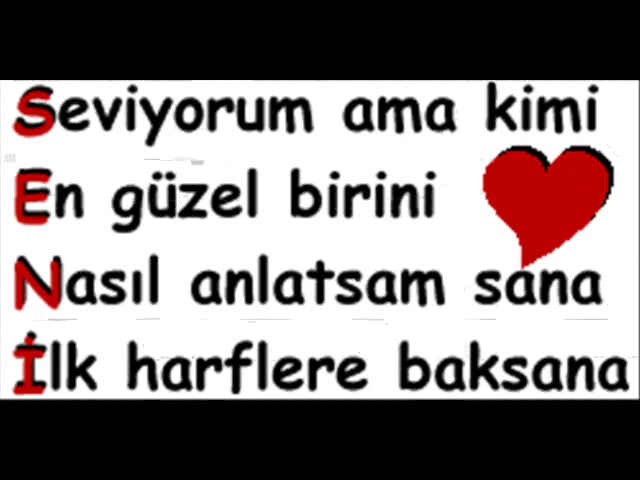 Seviyorum ama kimi
En güzel birini
Nasıl anlatsam sana
İlk harflere baksana